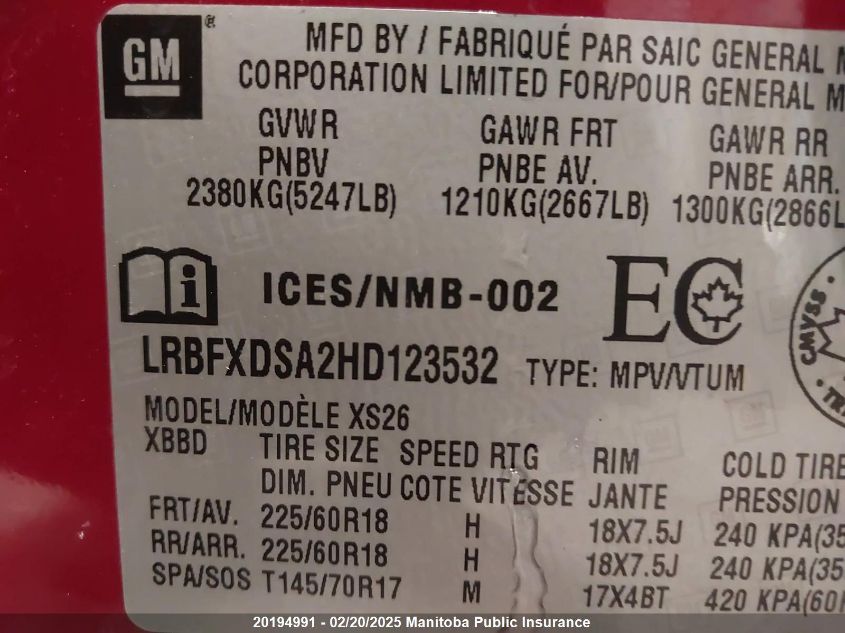 GM®
MFD BY / FABRIQUÉ PAR SAIC GENERAL
CORPORATION LIMITED FOR/POUR GENERAL
GVWR GAWR FRT GAWR RR
PNBV PNBE AV. PNBE ARR.
2380KG(5247LB) 1210KG(2667LB) 1300KG(2866L
i ICES/NMB-002 EC
CMVSS
LRBFXDSA2HD123532 TYPE: MPV/VTUM
MODEL/MODÈLE XS26
XBBD TIRE SIZE SPEED RTG RIM COLD TIRE
DIM. PNEU COTE VITESSE JANTE PRESSION
FRT/AV. 225/60R18 H 18X7.5J 240 KPA(35
RR/ARR. 225/60R18 H 18X7.5J 240 KPA(35
SPA/SOS T145/70R17 M 17X4BT 420 KPA(60
20194991 - 02/20/2025 Manitoba Public Insurance